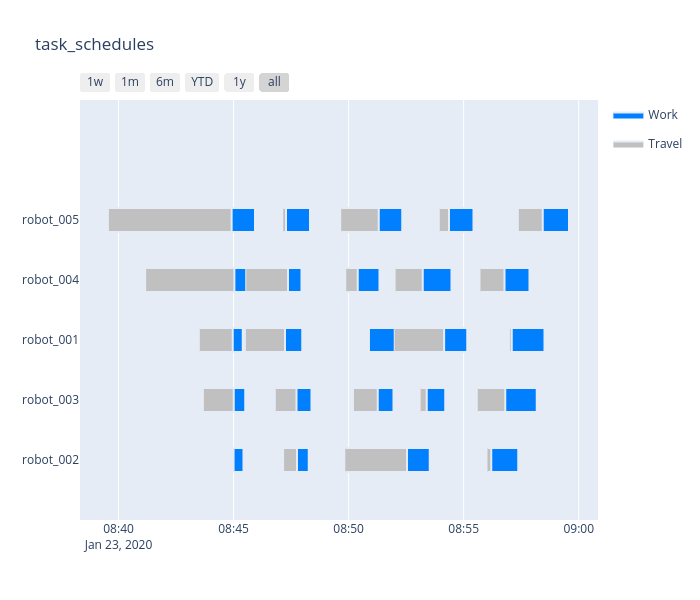 task_schedules
1w 1m 6m YTD 1y all
Work
Travel
robot_005
robot_004
robot_001
robot_003
robot_002
08:40 08:45 08:50 08:55 09:00
Jan 23, 2020